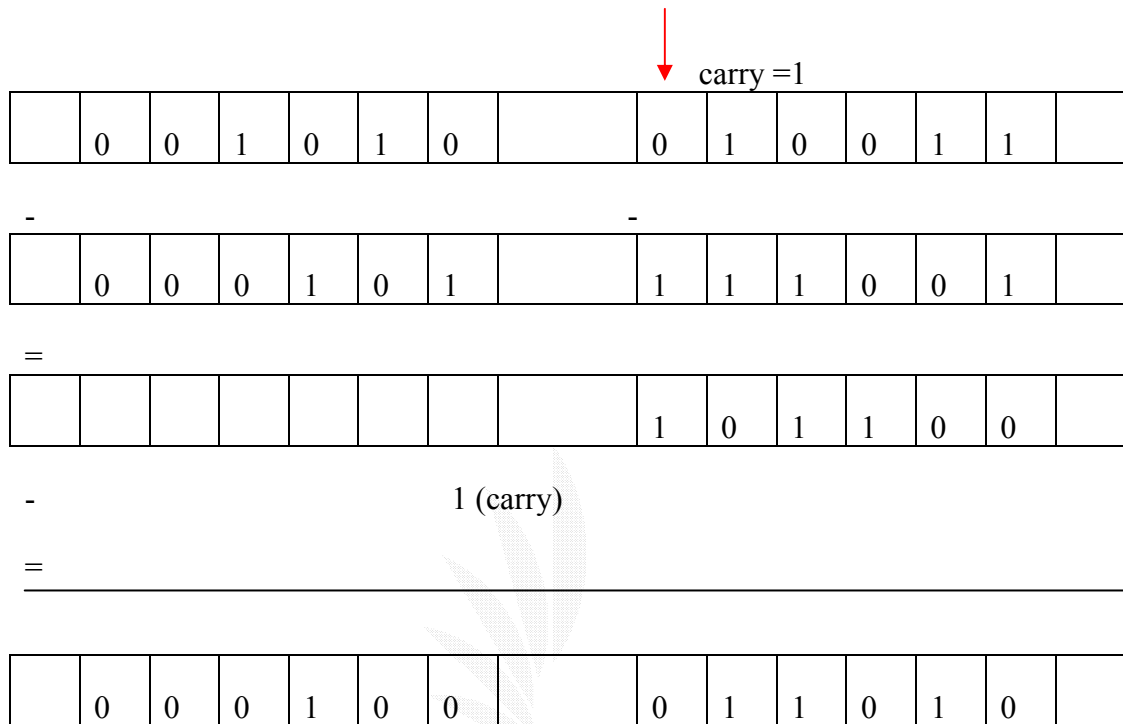 carry =1
0 0 1 0 1 0 0 1 0 0 1 1
- -
0 0 0 1 0 1 1 1 1 0 0 1
=
1 0 1 1 0 0
- 1 (carry)
=
0 0 0 1 0 0 0 1 1 0 1 0